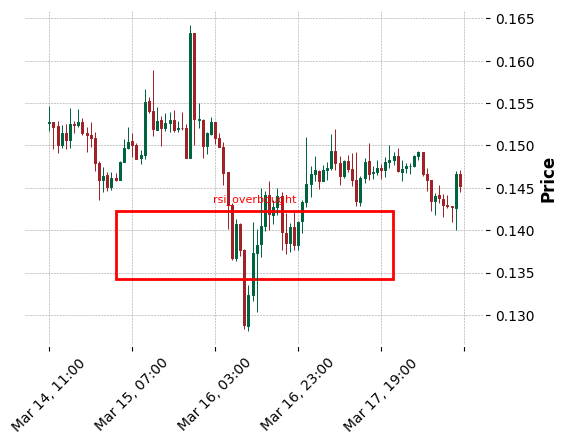 0.165
0.160
0.155
0.150
0.145
0.140
0.135
0.130
Price
rsi_overbought
Mar 14, 11:00
Mar 15, 07:00
Mar 16, 03:00
Mar 16, 23:00
Mar 17, 19:00